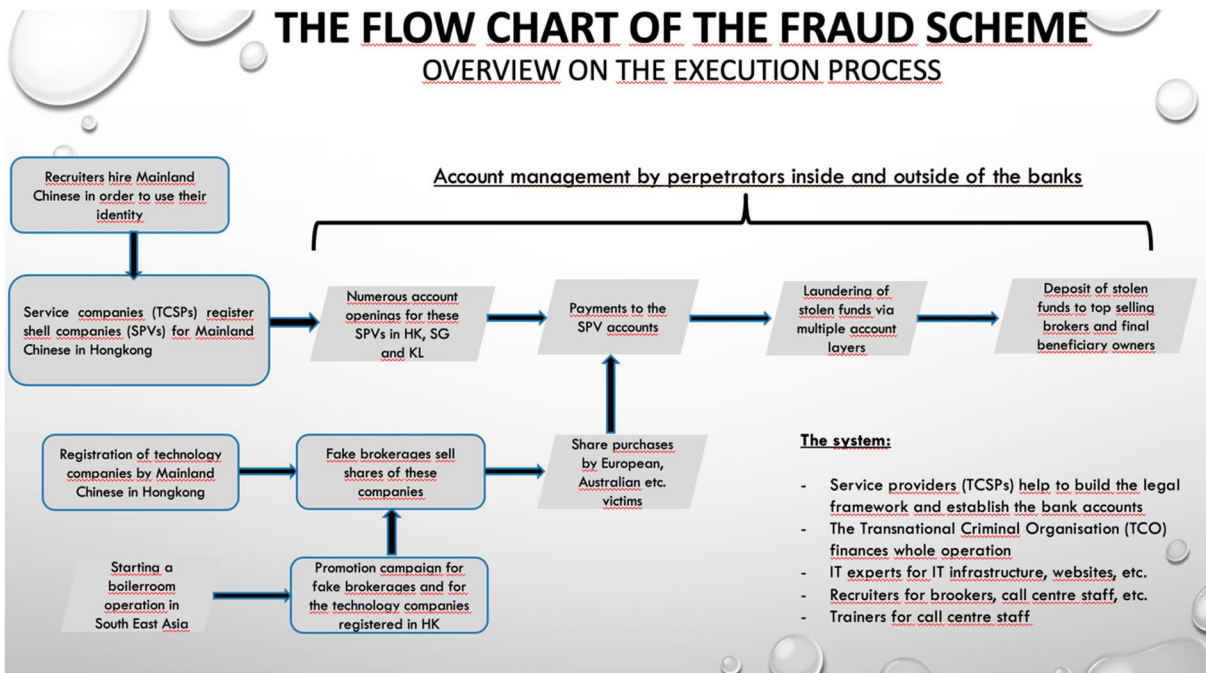 THE FLOW CHART OF THE FRAUD SCHEME
OVERVIEW ON THE EXECUTION PROCESS
Recruiters hire Mainland
Chinese in order to use their
identity
Account management by perpetrators inside and outside of the banks
Service companies (TCSPs) register
shell companies (SPVs) for Mainland
Chinese in Hongkong
Numerous account
openings for these
SPVs in HK, SG
and KL
Payments to the
SPV accounts
Laundering of
stolen funds via
multiple account
layers
Deposit of stolen
funds to top selling
brokers and final
beneficiary owners
Registration of technology
companies by Mainland
Chinese in Hongkong
Fake brokerages sell
shares of these
companies
Share purchases
by European,
Australian etc.
victims
Starting a
boilerroom
operation in
South East Asia
Promotion campaign for
fake brokerages and for
the technology companies
registered in HK
The system:
- Service providers (TCSPs) help to build the legal
framework and establish the bank accounts
- The Transnational Criminal Organisation (TCO)
finances whole operation
- IT experts for IT infrastructure, websites, etc.
- Recruiters for brookers, call centre staff, etc.
- Trainers for call centre staff